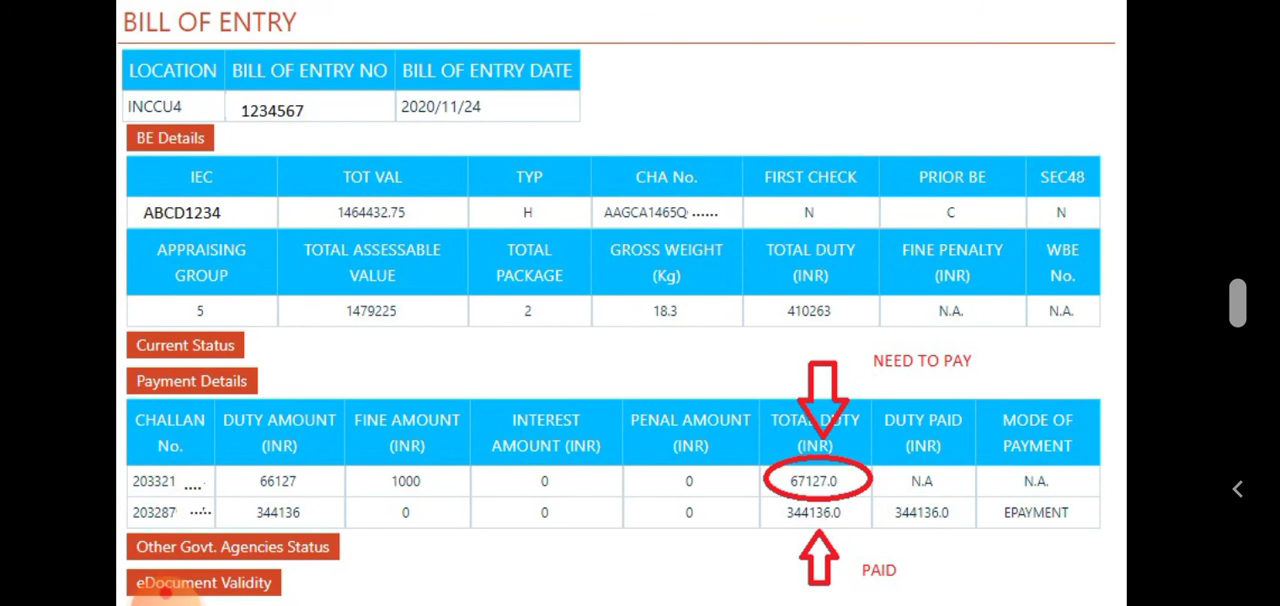 BILL OF ENTRY
LOCATION BILL OF ENTRY NO BILL OF ENTRY DATE
INCCU4 1234567 2020/11/24
BE Details
IEC TOT VAL TYP CHA No. FIRST CHECK PRIOR BE SEC48
ABCD1234 1464432.75 H AAGCA1465Q ...... N C N
APPRAISING TOTAL ASSESSABLE TOTAL GROSS WEIGHT TOTAL DUTY FINE PENALTY WBE
GROUP VALUE PACKAGE (Kg) (INR) (INR) No.
5 1479225 2 18.3 410263 N.A. N.A.
Current Status
NEED TO PAY
Payment Details
CHALLAN DUTY AMOUNT FINE AMOUNT INTEREST PENAL AMOUNT TOTAL DUTY DUTY PAID MODE OF
No. (INR) (INR) AMOUNT (INR) (INR) (INR) (INR) PAYMENT
203321 .... 66127 1000 0 0 67127.0 N.A N.A.
203287 ..... 344136 0 0 0 344136.0 344136.0 EPAYMENT
Other Govt. Agencies Status
PAID
eDocument Validity